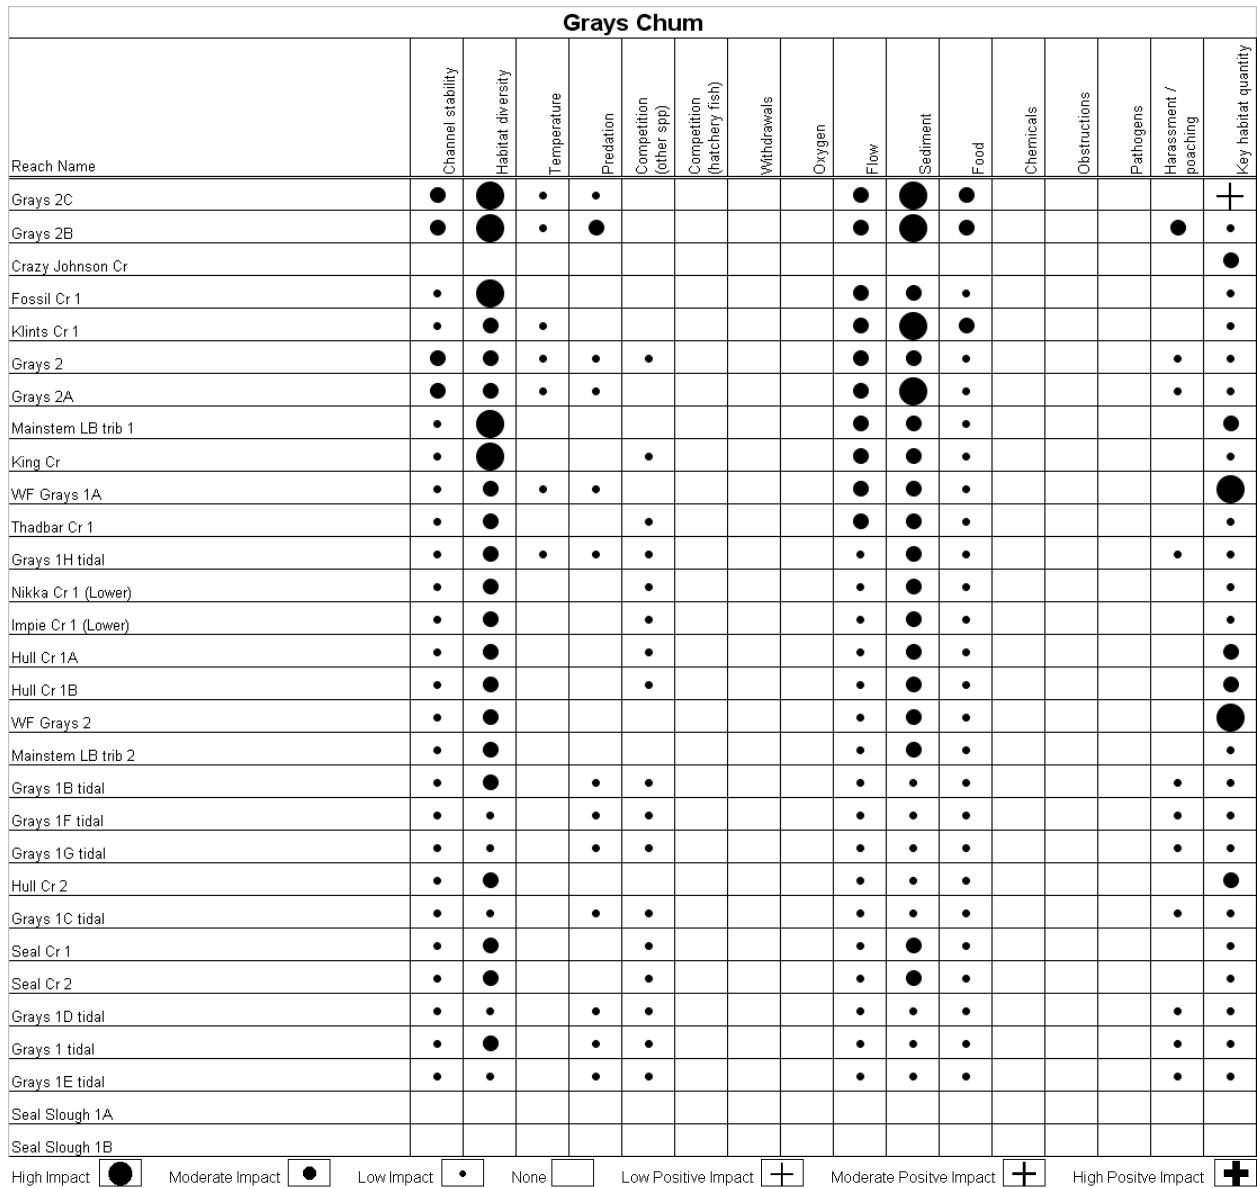 Grays Chum
Reach Name
Channel stability
Habitat diversity
Temperature
Predation
Competition
(other spp)
Competition
(hatchery fish)
Withdrawals
Oxygen
Flow
Sediment
Food
Chemicals
Obstructions
Pathogens
Harassment /
poaching
Key habitat quantity
Grays 2C
Grays 2B
Crazy Johnson Cr
Fossil Cr 1
Klints Cr 1
Grays 2
Grays 2A
Mainstem LB trib 1
King Cr
WF Grays 1A
Thadbar Cr 1
Grays 1H tidal
Nikka Cr 1 (Lower)
Impie Cr 1 (Lower)
Hull Cr 1A
Hull Cr 1B
WF Grays 2
Mainstem LB trib 2
Grays 1B tidal
Grays 1F tidal
Grays 1G tidal
Hull Cr 2
Grays 1C tidal
Seal Cr 1
Seal Cr 2
Grays 1D tidal
Grays 1 tidal
Grays 1E tidal
Seal Slough 1A
Seal Slough 1B
High Impact Moderate Impact Low Impact None Low Positive Impact Moderate Positve Impact High Positve Impact